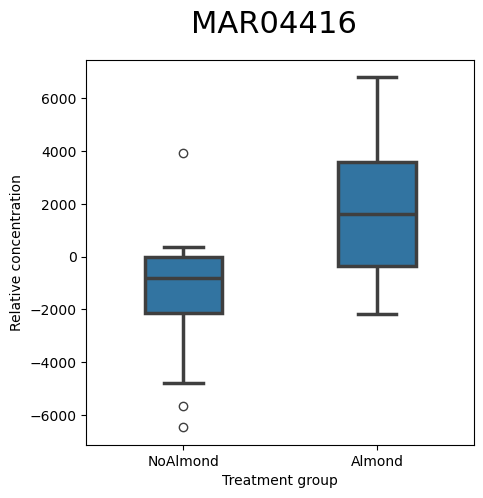 MAR04416
Relative concentration
6000
4000
2000
0
−2000
−4000
−6000
NoAlmond
Almond
Treatment group